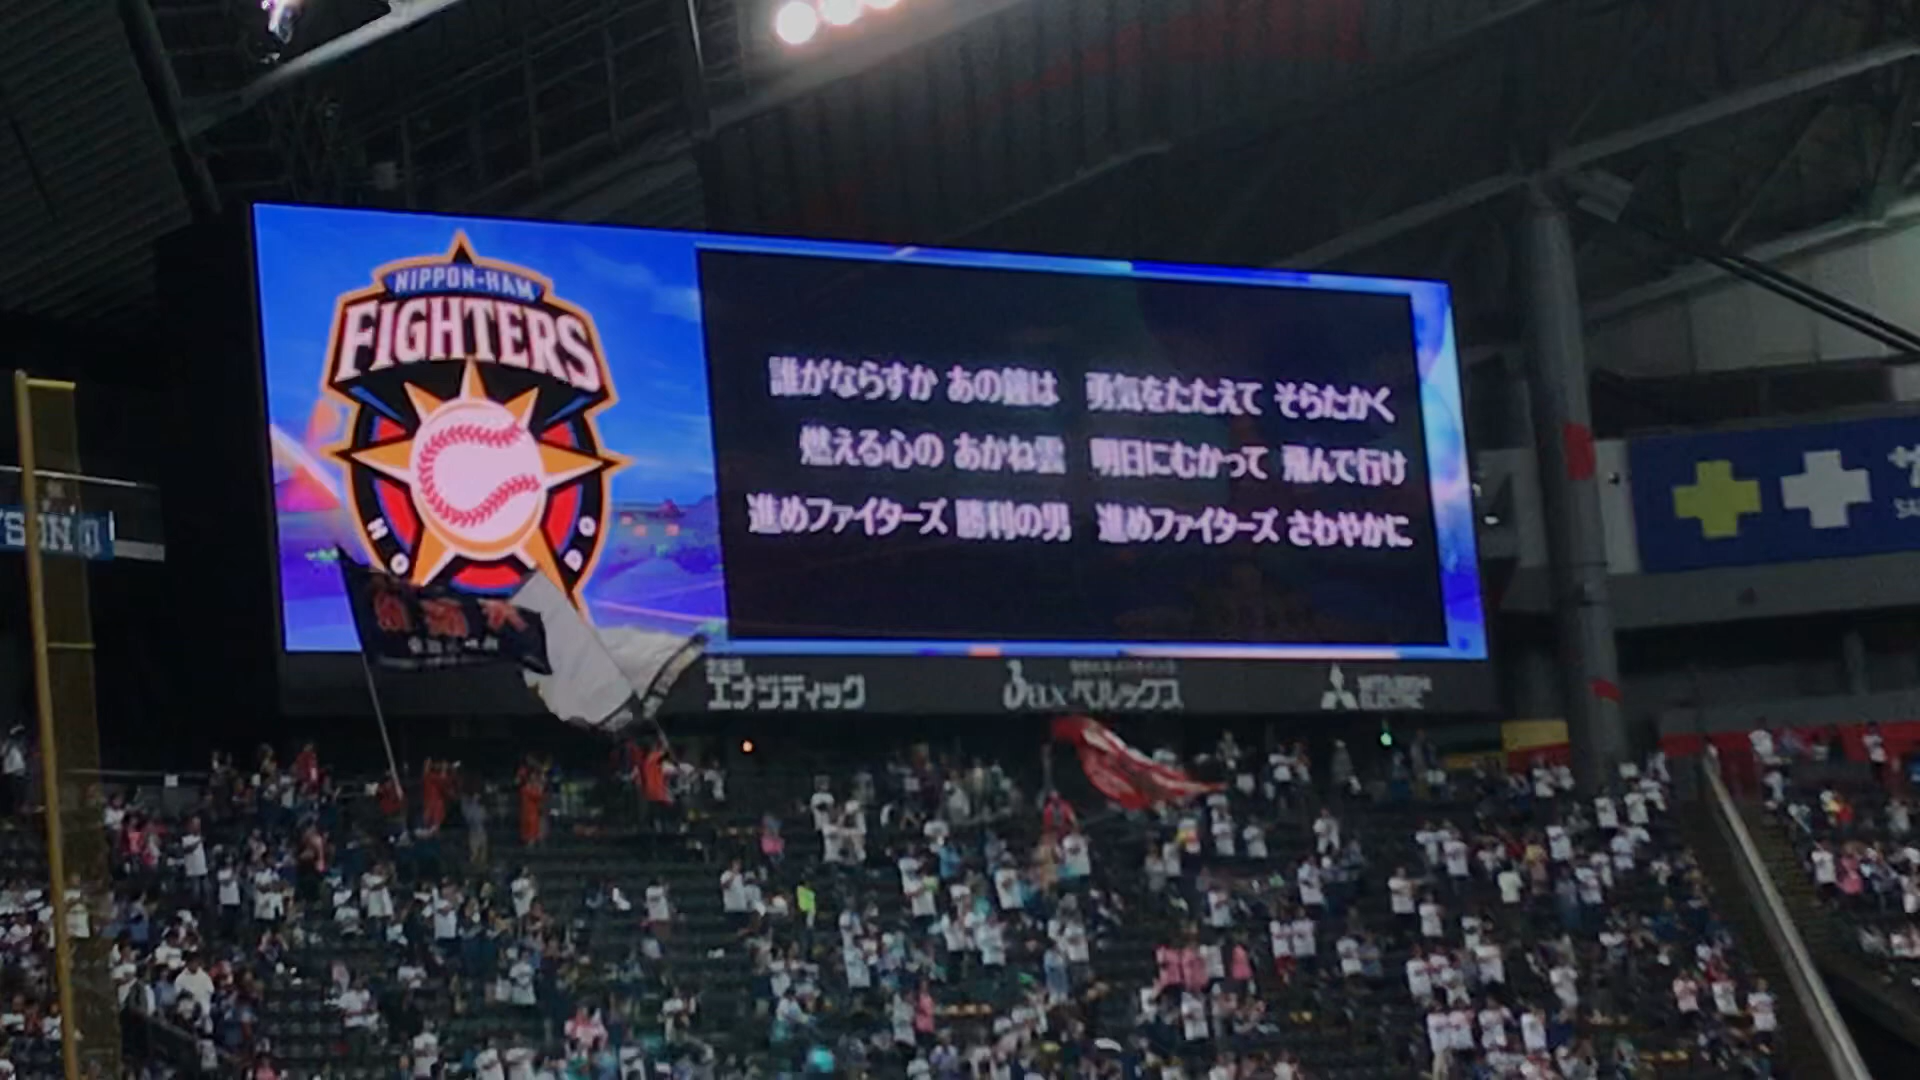 NIPPON-HAM
FIGHTERS
誰がならすか あの鐘は 勇気をたたえて そらたかく
燃える心の あかね雲 明日にむかって 飛んで行け
進めファイターズ 勝利の男 進めファイターズ さわやかに
エナジティック
ベルックス